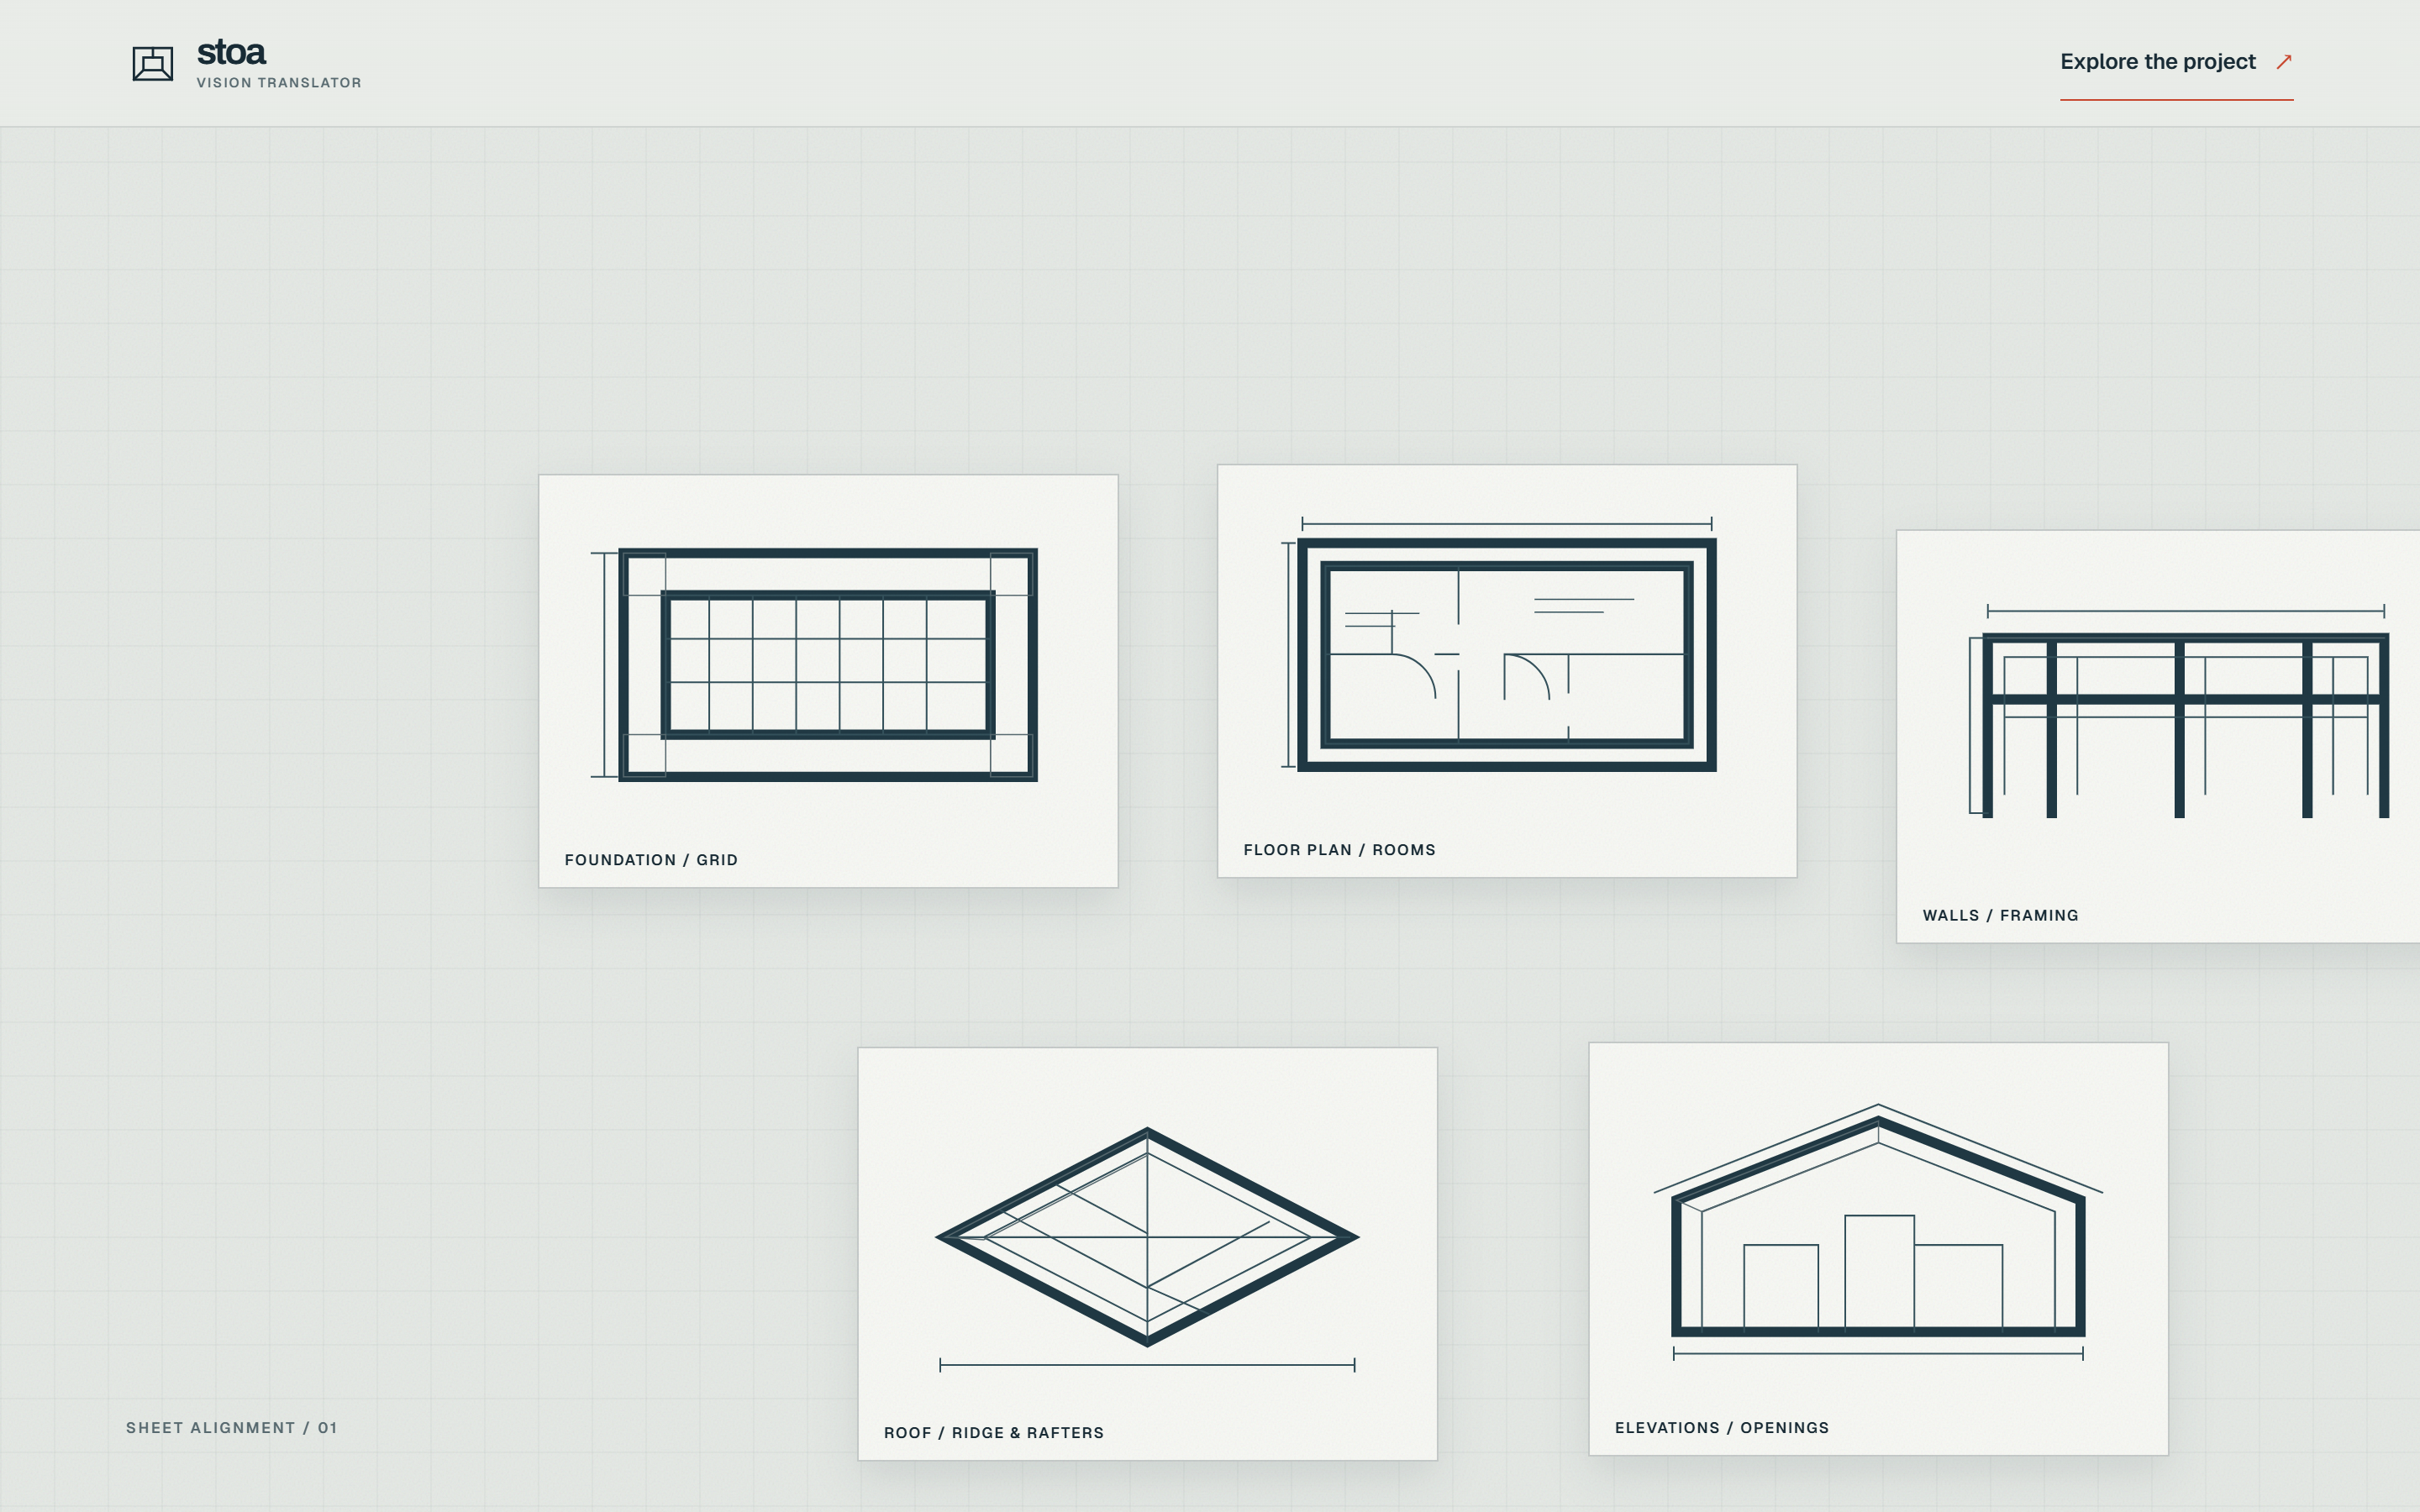 stoa
VISION TRANSLATOR
Explore the project ↗
FOUNDATION / GRID
FLOOR PLAN / ROOMS
WALLS / FRAMING
ROOF / RIDGE & RAFTERS
ELEVATIONS / OPENINGS
SHEET ALIGNMENT / 01